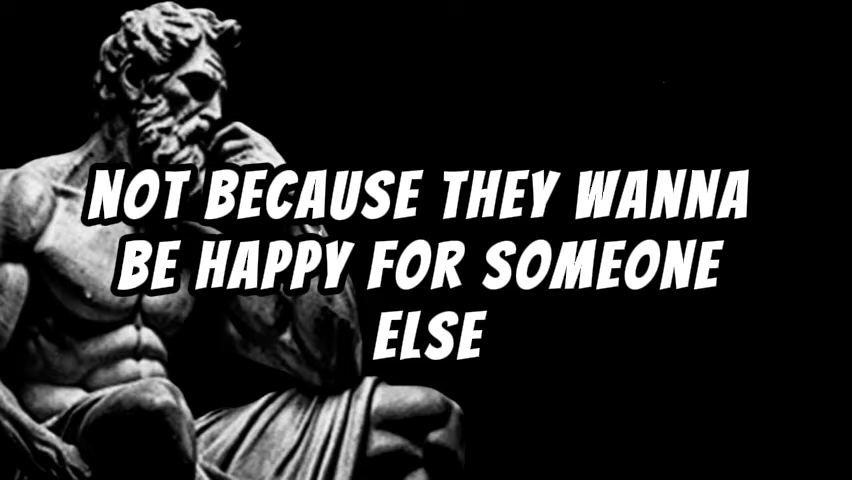 NOT BECAUSE THEY WANNA
BE HAPPY FOR SOMEONE
ELSE